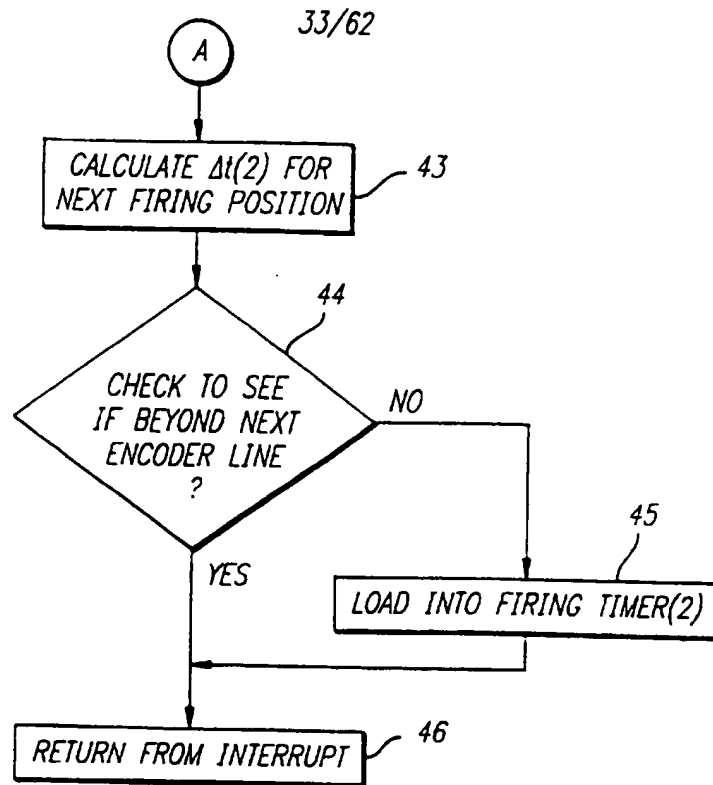 33/62
A
CALCULATE Δt(2) FOR
NEXT FIRING POSITION
43
44
CHECK TO SEE
IF BEYOND NEXT
ENCODER LINE
?
NO
YES
45
LOAD INTO FIRING TIMER(2)
RETURN FROM INTERRUPT
46